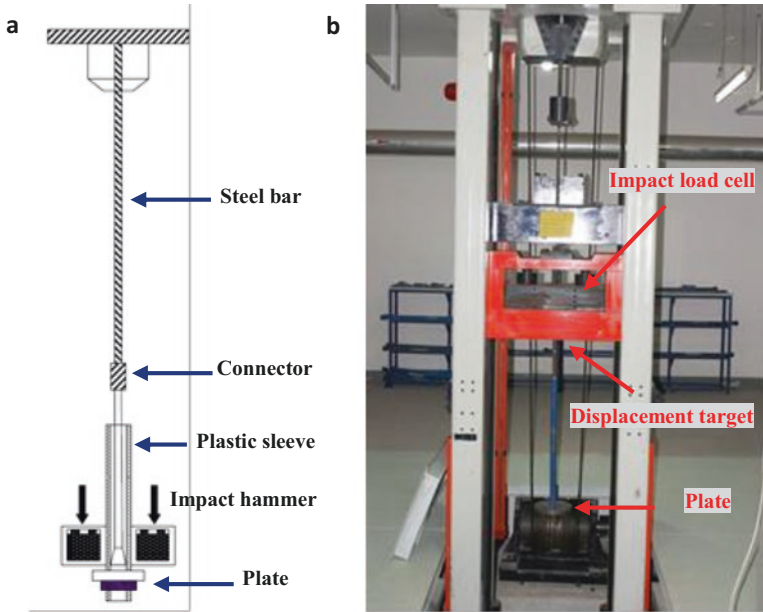 a
b
Steel bar
Connector
Plastic sleeve
Impact hammer
Plate
Impact load cell
Displacement target
Plate